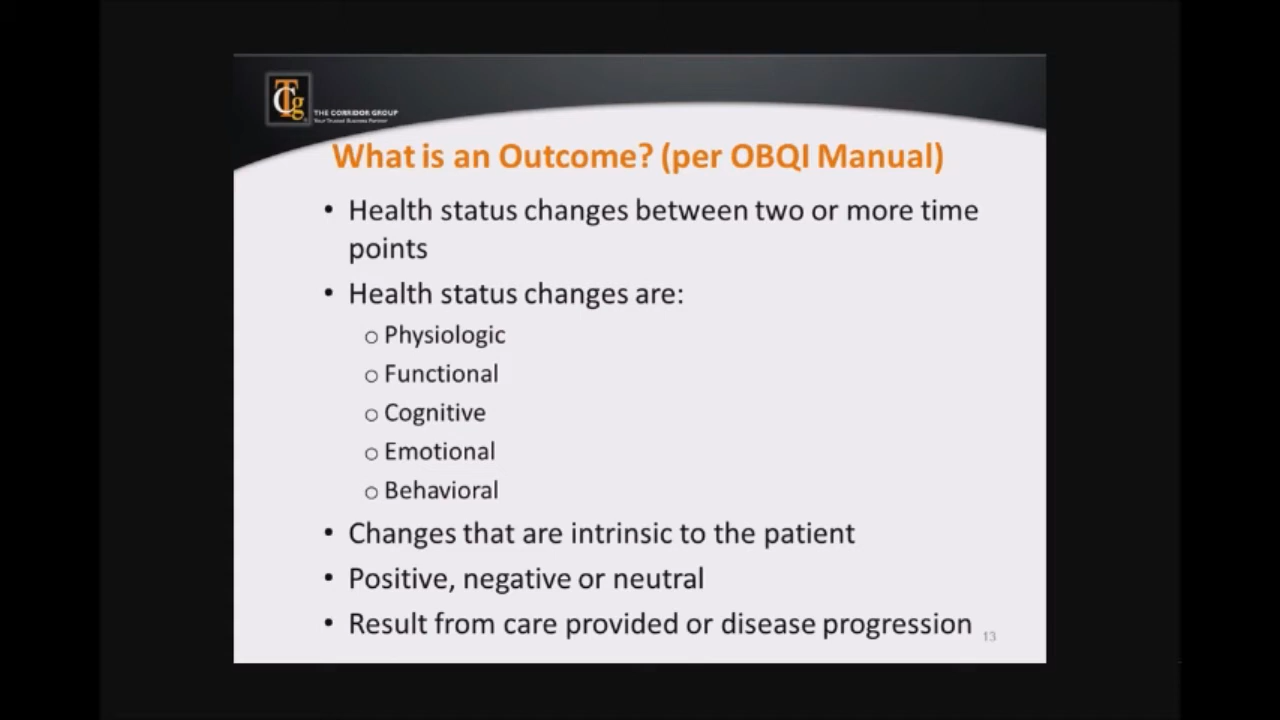 TCg
THE CORRIDOR GROUP
Your Trusted Business Partner
What is an Outcome? (per OBQI Manual)
• Health status changes between two or more time
points
• Health status changes are:
o Physiologic
o Functional
o Cognitive
o Emotional
o Behavioral
• Changes that are intrinsic to the patient
• Positive, negative or neutral
• Result from care provided or disease progression
13